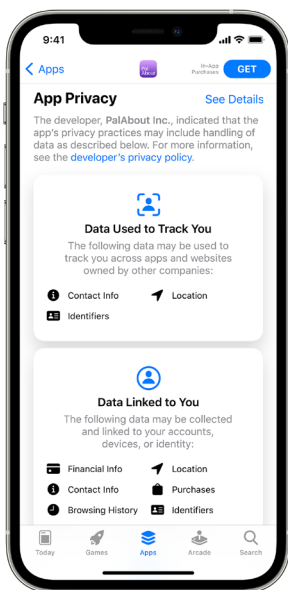 9:41
Apps
Pal About
In-App
Purchases
GET
App Privacy
See Details
The developer, PalAbout Inc., indicated that the
app's privacy practices may include handling of
data as described below. For more information,
see the developer's privacy policy.
Data Used to Track You
The following data may be used to
track you across apps and websites
owned by other companies:
Contact Info
Location
Identifiers
Data Linked to You
The following data may be collected
and linked to your accounts,
devices, or identity:
Financial Info
Location
Contact Info
Purchases
Browsing History
Identifiers
Today
Games
Apps
Arcade
Search